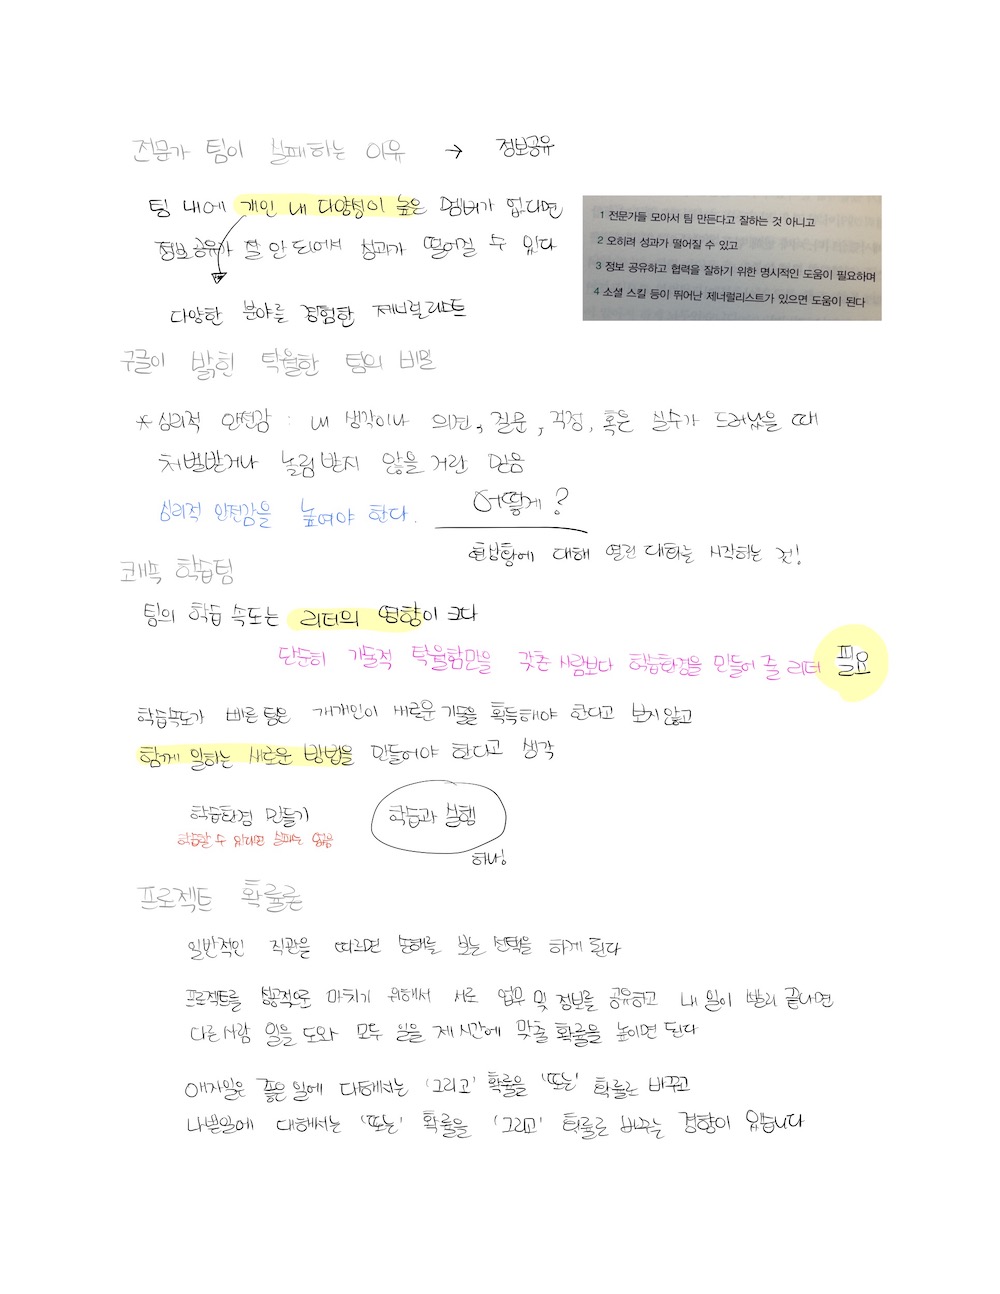 전문가 팀이 실패하는 이유 → 정보공유
팀 내에 개인 내 다양성이 높은 멤버가 없다면
정보공유가 잘 안 되어서 성과가 떨어질 수 있다
다양한 분야를 경험한 제너럴리스트
1 전문가들 모아서 팀 만든다고 잘하는 것 아니고
2 오히려 성과가 떨어질 수 있고
3 정보 공유하고 협력을 잘하기 위한 명시적인 도움이 필요하며
4 소셜 스킬 등이 뛰어난 제너럴리스트가 있으면 도움이 된다
구글이 밝힌 탁월한 팀의 비밀
* 심리적 안전감 : 내 생각이나 의견, 질문, 걱정, 혹은 실수가 드러났을 때
처벌받거나 놀림받지 않을 거란 믿음
심리적 안전감을 높여야 한다.
어떻게?
현상황에 대해 열린 대화를 시작하는 것!
쾌속 학습팀
팀의 학습 속도는 리더의 영향이 크다
단순히 기술적 탁월함만을 갖춘 사람보다 학습환경을 만들어 줄 리더 필요
학습속도가 빠른 팀은 개개인이 새로운 기술을 획득해야 한다고 보지않고
함께 일하는 새로운 방법을 만들어야 한다고 생각
학습환경 만들기
학습할 수 있다면 실패는 없음
학습과 실행
하나!
프로젝트 확률론
일반적인 직관을 따르면 손해를 보는 선택을 하게 된다
프로젝트를 성공적으로 마치기 위해서 서로 업무 및 정보를 공유하고 내 일이 빨리 끝나면
다른사람 일을 도와 모두 일을 제시간에 맞출 확률을 높이면 된다
애자일은 좋은 일에 대해서는 '그리고' 확률을 '또는' 확률로 바꾸고
나쁜일에 대해서는 '또는' 확률을 '그리고' 확률로 바꾸는 경향이 있습니다